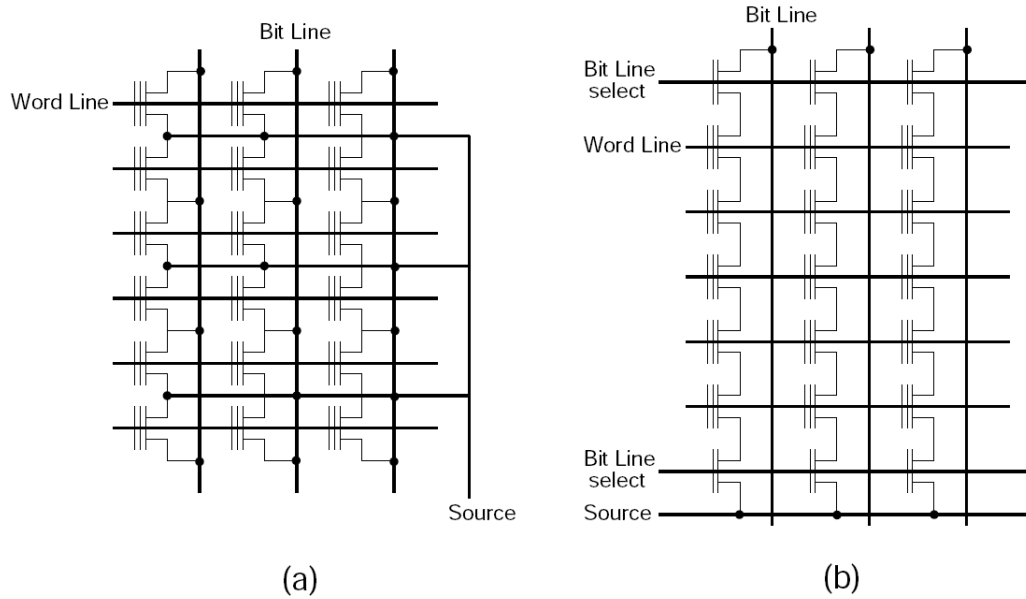 Bit Line
Word Line
Source
(a)
Bit Line
Bit Line
select
Word Line
Bit Line
select
Source
(b)